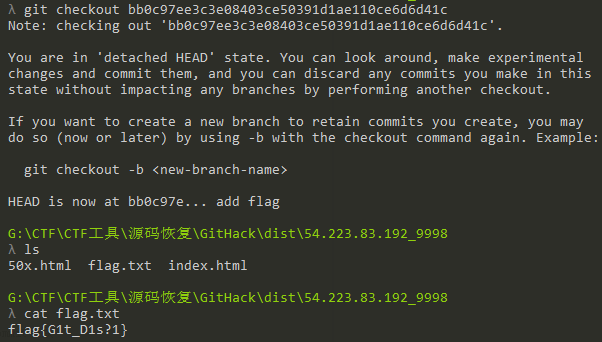 λ git checkout bb0c97ee3c3e08403ce50391d1ae110ce6d6d41c
Note: checking out 'bb0c97ee3c3e08403ce50391d1ae110ce6d6d41c'.
You are in 'detached HEAD' state. You can look around, make experimental
changes and commit them, and you can discard any commits you make in this
state without impacting any branches by performing another checkout.
If you want to create a new branch to retain commits you create, you may
do so (now or later) by using -b with the checkout command again. Example:
git checkout -b <new-branch-name>
HEAD is now at bb0c97e... add flag
G:\CTF\CTF工具\源码恢复\GitHack\dist\54.223.83.192_9998
λ ls
50x.html  flag.txt  index.html
G:\CTF\CTF工具\源码恢复\GitHack\dist\54.223.83.192_9998
λ cat flag.txt
flag{G1t_D1s?1}